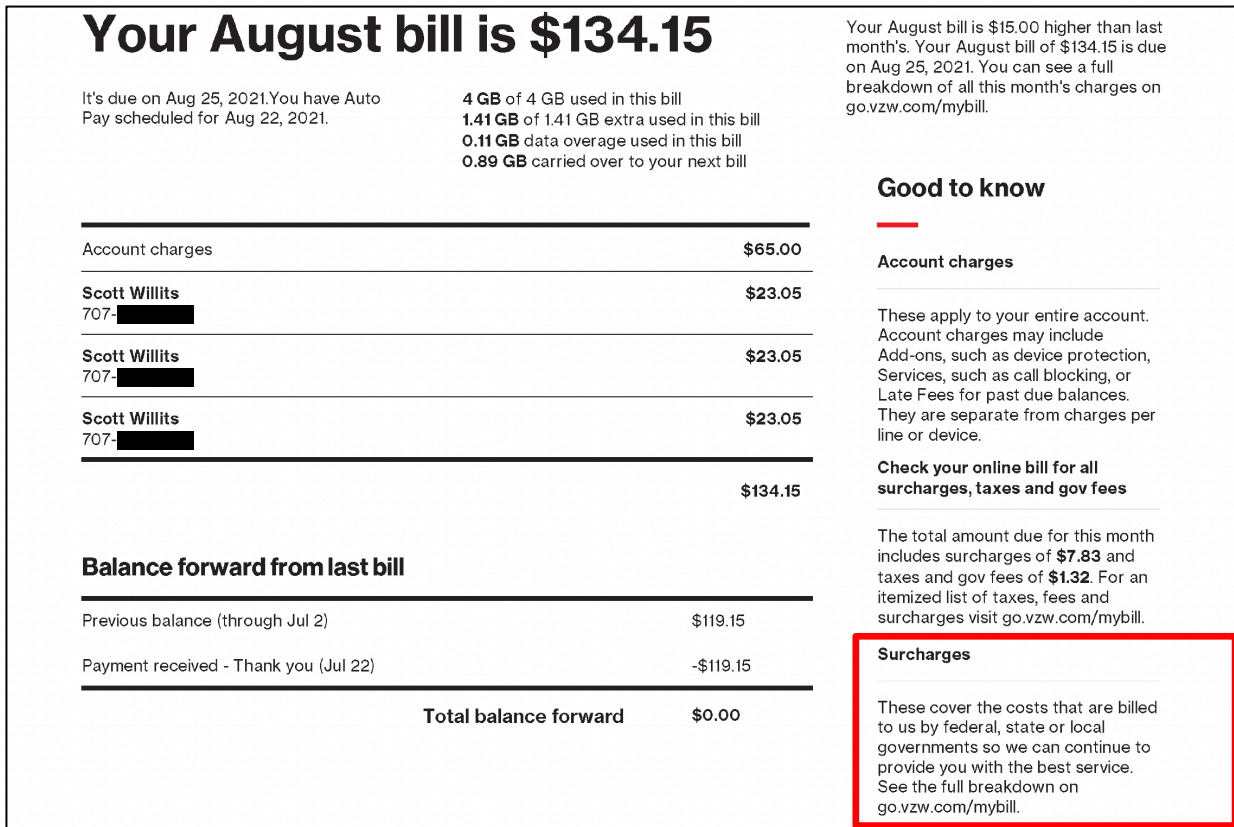 Your August bill is $134.15
It's due on Aug 25, 2021.You have Auto
Pay scheduled for Aug 22, 2021.
4 GB of 4 GB used in this bill
1.41 GB of 1.41 GB extra used in this bill
0.11 GB data overage used in this bill
0.89 GB carried over to your next bill
Account charges $65.00
Scott Willits $23.05
707-
Scott Willits $23.05
707-
Scott Willits $23.05
707-
$134.15
Balance forward from last bill
Previous balance (through Jul 2) $119.15
Payment received - Thank you (Jul 22) -$119.15
Total balance forward $0.00
Your August bill is $15.00 higher than last
month's. Your August bill of $134.15 is due
on Aug 25, 2021. You can see a full
breakdown of all this month's charges on
go.vzw.com/mybill.
Good to know
Account charges
These apply to your entire account.
Account charges may include
Add-ons, such as device protection,
Services, such as call blocking, or
Late Fees for past due balances.
They are separate from charges per
line or device.
Check your online bill for all
surcharges, taxes and gov fees
The total amount due for this month
includes surcharges of $7.83 and
taxes and gov fees of $1.32. For an
itemized list of taxes, fees and
surcharges visit go.vzw.com/mybill.
Surcharges
These cover the costs that are billed
to us by federal, state or local
governments so we can continue to
provide you with the best service.
See the full breakdown on
go.vzw.com/mybill.